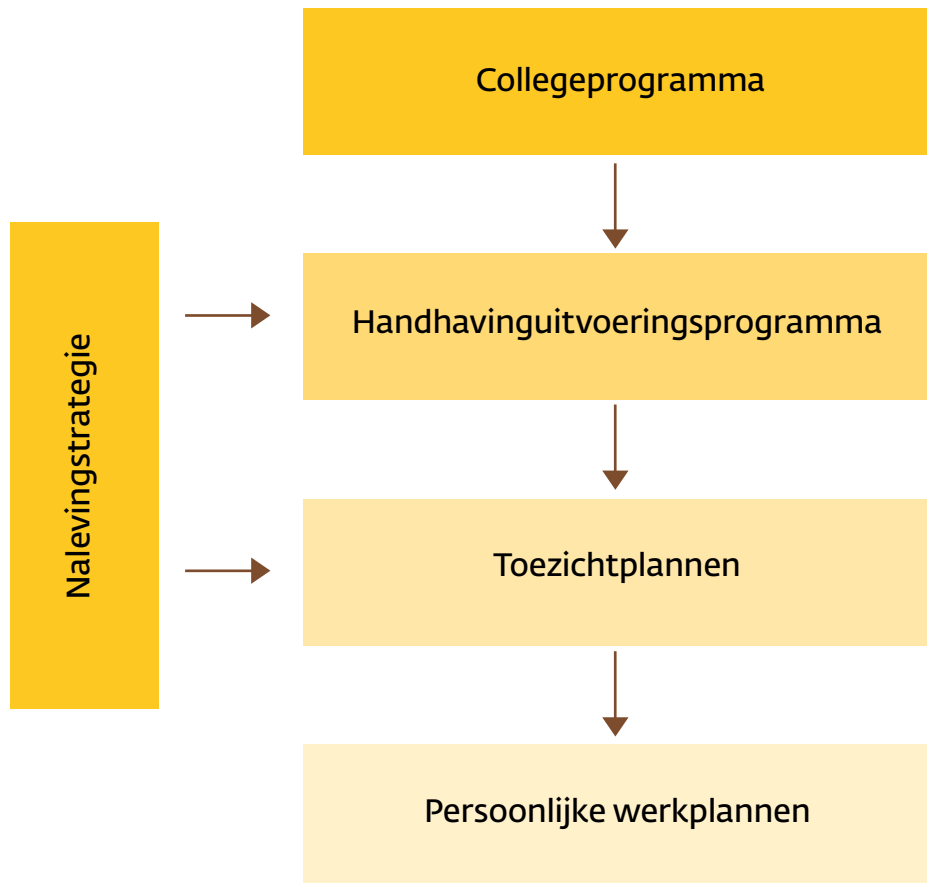 Collegeprogramma
Handhavinguitvoeringsprogramma
Nalevingstrategie
Toezichtplannen
Persoonlijke werkplannen